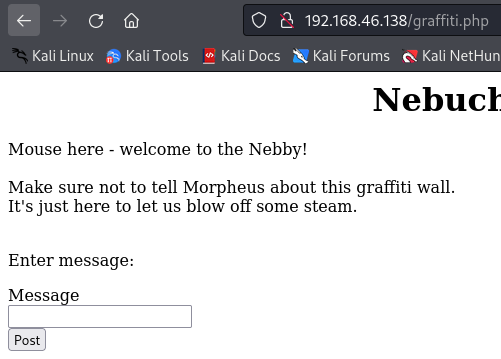 192.168.46.138/graffiti.php
Kali Linux Kali Tools Kali Docs Kali Forums Kali NetHun
Nebuch
Mouse here - welcome to the Nebby!
Make sure not to tell Morpheus about this graffiti wall.
It's just here to let us blow off some steam.
Enter message:
Message
Post